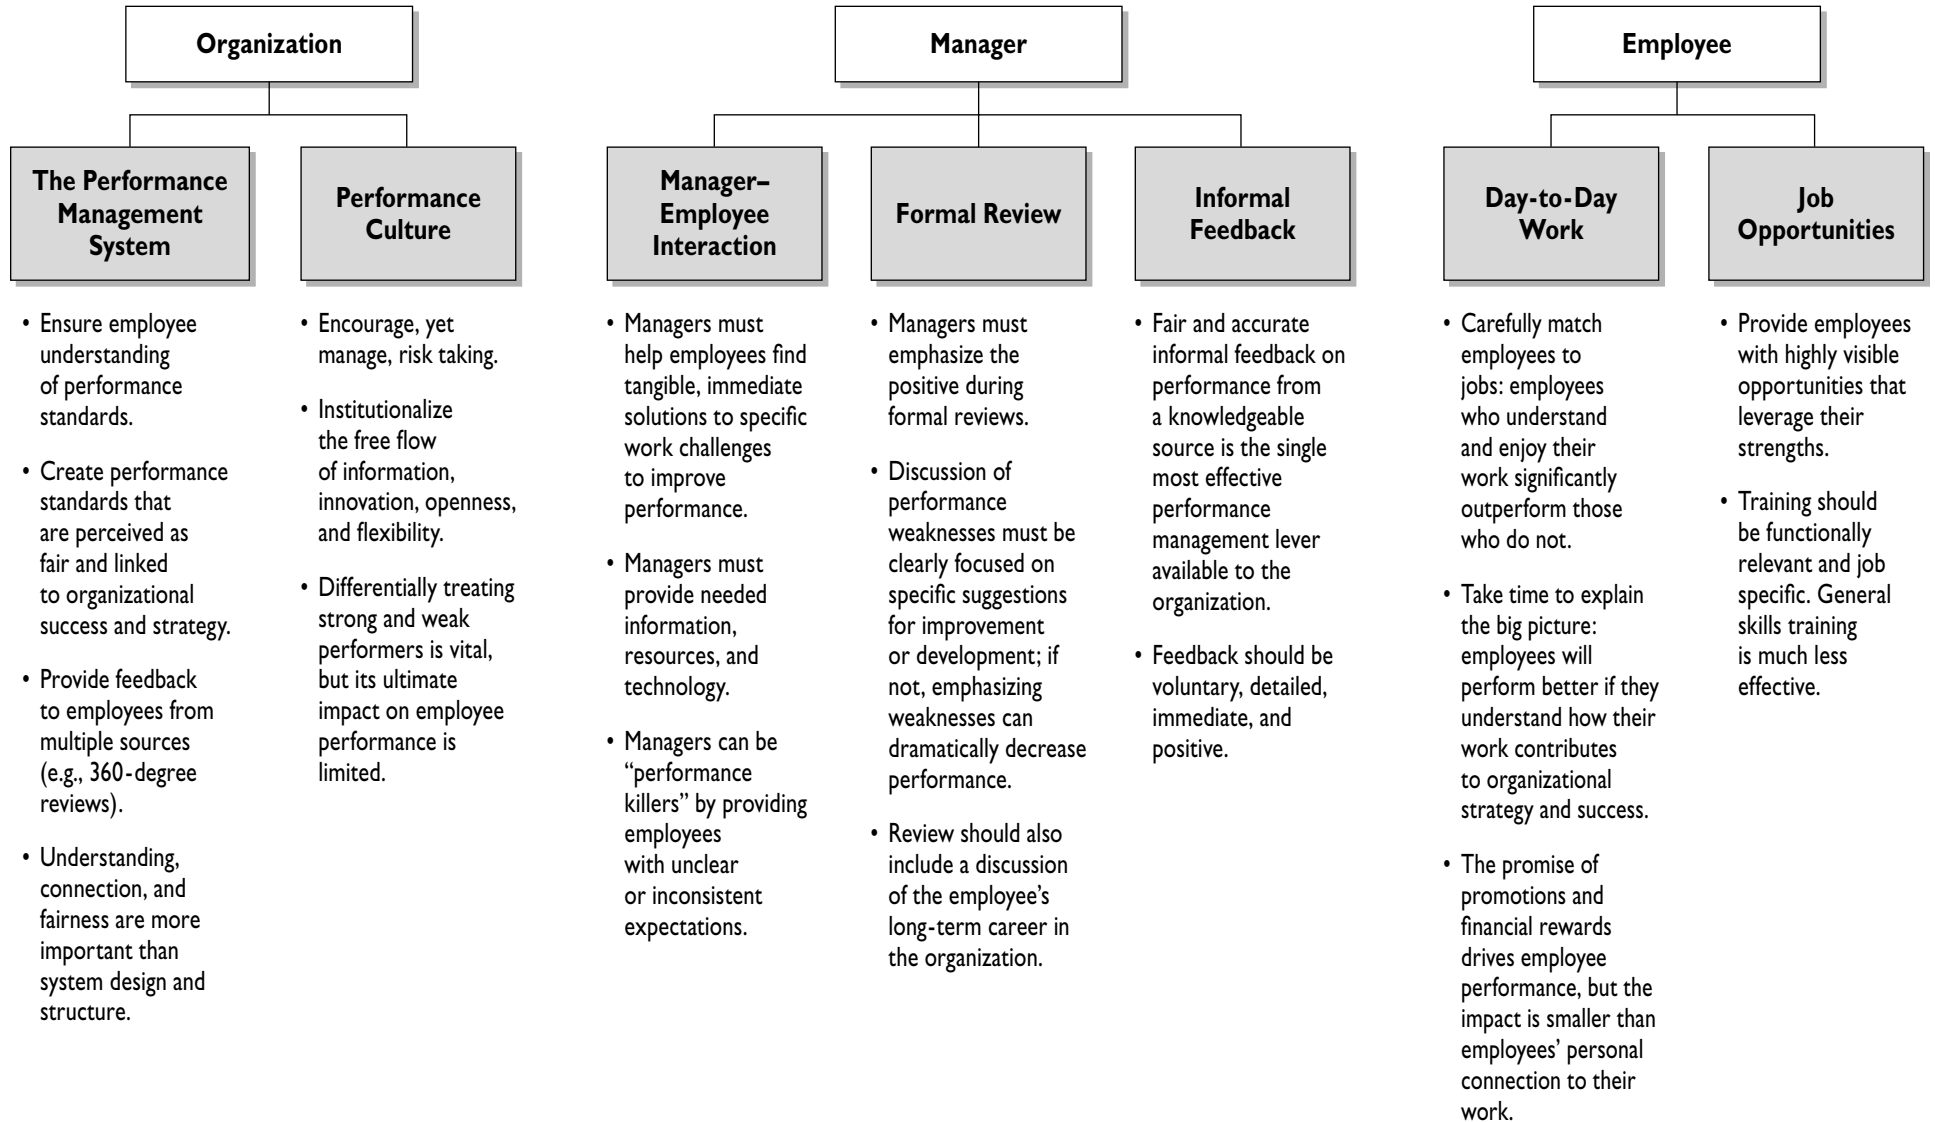 Organization
Manager
Employee
The Performance
Management
System
Performance
Culture
Manager–
Employee
Interaction
Formal Review
Informal
Feedback
Day-to-Day
Work
Job
Opportunities
• Ensure employee
understanding
of performance
standards.
• Create performance
standards that
are perceived as
fair and linked
to organizational
success and strategy.
• Provide feedback
to employees from
multiple sources
(e.g., 360-degree
reviews).
• Understanding,
connection, and
fairness are more
important than
system design and
structure.
• Encourage, yet
manage, risk taking.
• Institutionalize
the free flow
of information,
innovation, openness,
and flexibility.
• Differentially treating
strong and weak
performers is vital,
but its ultimate
impact on employee
performance is
limited.
• Managers must
help employees find
tangible, immediate
solutions to specific
work challenges
to improve
performance.
• Managers must
provide needed
information,
resources, and
technology.
• Managers can be
“performance
killers” by providing
employees
with unclear
or inconsistent
expectations.
• Managers must
emphasize the
positive during
formal reviews.
• Discussion of
performance
weaknesses must be
clearly focused on
specific suggestions
for improvement
or development; if
not, emphasizing
weaknesses can
dramatically decrease
performance.
• Review should also
include a discussion
of the employee’s
long-term career in
the organization.
• Fair and accurate
informal feedback on
performance from
a knowledgeable
source is the single
most effective
performance
management lever
available to the
organization.
• Feedback should be
voluntary, detailed,
immediate, and
positive.
• Carefully match
employees to
jobs: employees
who understand
and enjoy their
work significantly
outperform those
who do not.
• Take time to explain
the big picture:
employees will
perform better if they
understand how their
work contributes
to organizational
strategy and success.
• The promise of
promotions and
financial rewards
drives employee
performance, but the
impact is smaller than
employees’ personal
connection to their
work.
• Provide employees
with highly visible
opportunities that
leverage their
strengths.
• Training should
be functionally
relevant and job
specific. General
skills training
is much less
effective.